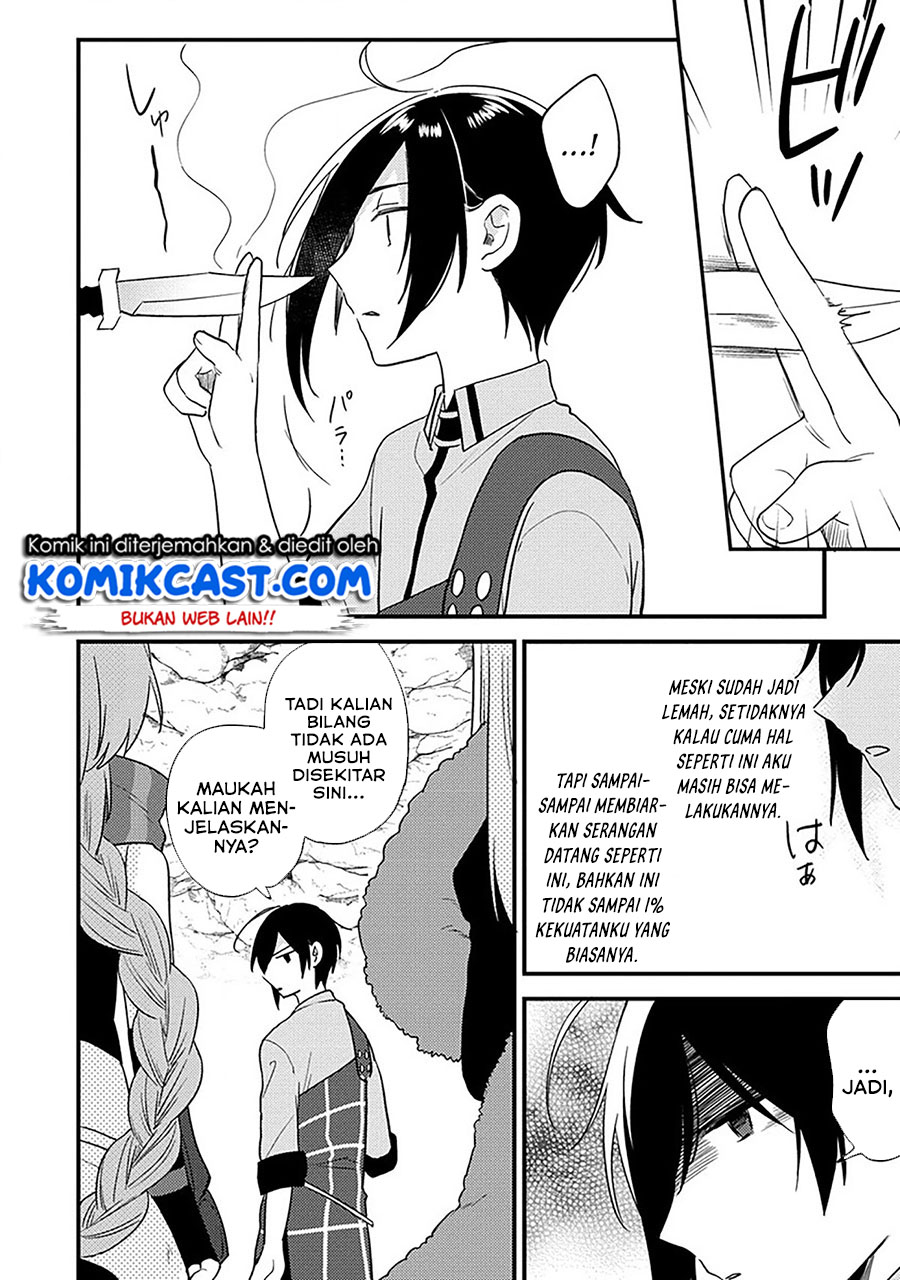 ビッ
...!
しゅー...
パラ...
Komik ini diterjemahkan & diedit oleh
KOMIKCAST.COM
BUKAN WEB LAIN!!
MESKI SUDAH JADI
LEMAH, SETIDAKNYA
KALAU CUMA HAL
SEPERTI INI AKU
MASIH BISA ME-
LAKUKANNYA.
TAPI SAMPAI-
SAMPAI MEMBIAR-
KAN SERANGAN
DATANG SEPERTI
INI, BAHKAN INI
TIDAK SAMPAI 1%
KEKUATANKU YANG
BIASANYA.
はぁ
...
JADI,
TADI KALIAN
BILANG
TIDAK ADA
MUSUH
DISEKITAR
SINI...
MAUKAH
KALIAN MEN-
JELASKAN-
NYA?